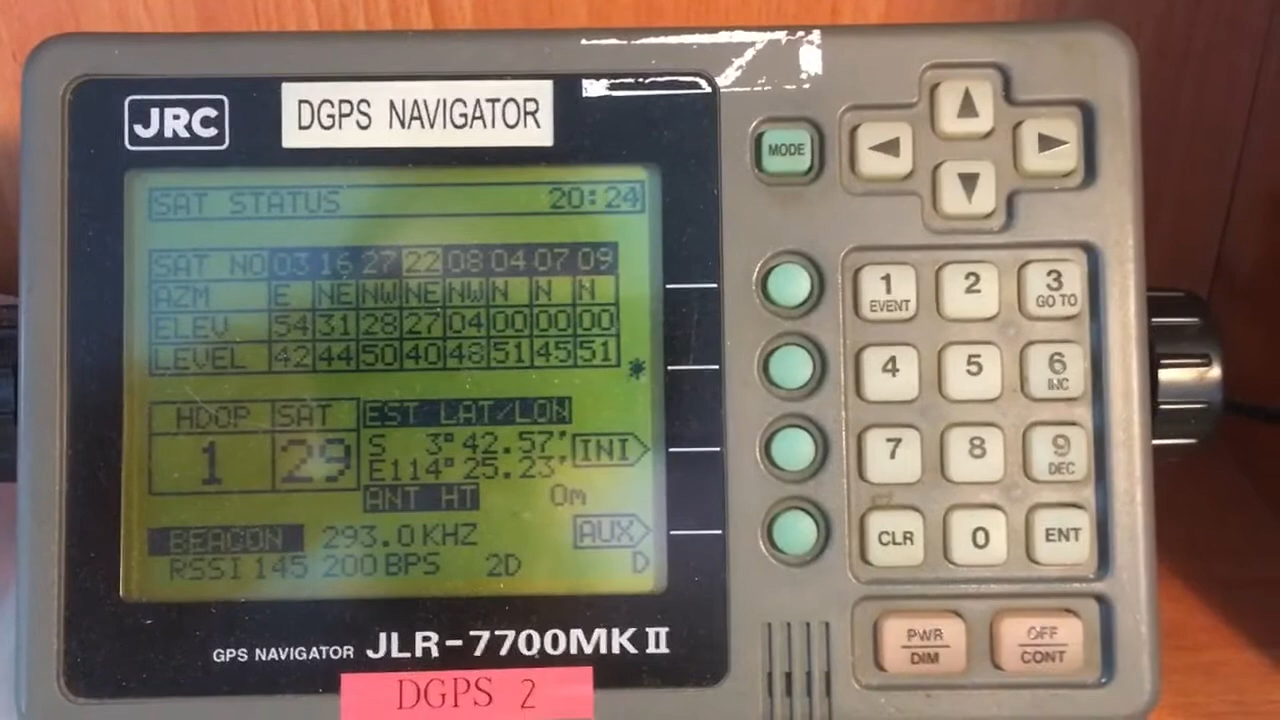 JRC
DGPS NAVIGATOR
SAT STATUS 20:24
SAT NO 03 16 27 22 08 04 07 09
AZM E NE NW NE NW N N N
ELEV 54 31 28 27 04 00 00 00
LEVEL 42 44 50 40 48 51 45 51
*
HDOP SAT EST LAT/LON
1 29 S 3°42.57'
E114°25.23'
INI
ANT HT 0m
BEACON 293.0KHZ AUX
RSSI 145 200BPS 2D D
GPS NAVIGATOR JLR-7700MKⅡ
DGPS 2
MODE
▲
◀ ▶
▼
1 2 3
EVENT GO TO
4 5 6
INC
7 8 9
DEC
CLR 0 ENT
PWR OFF
DIM CONT